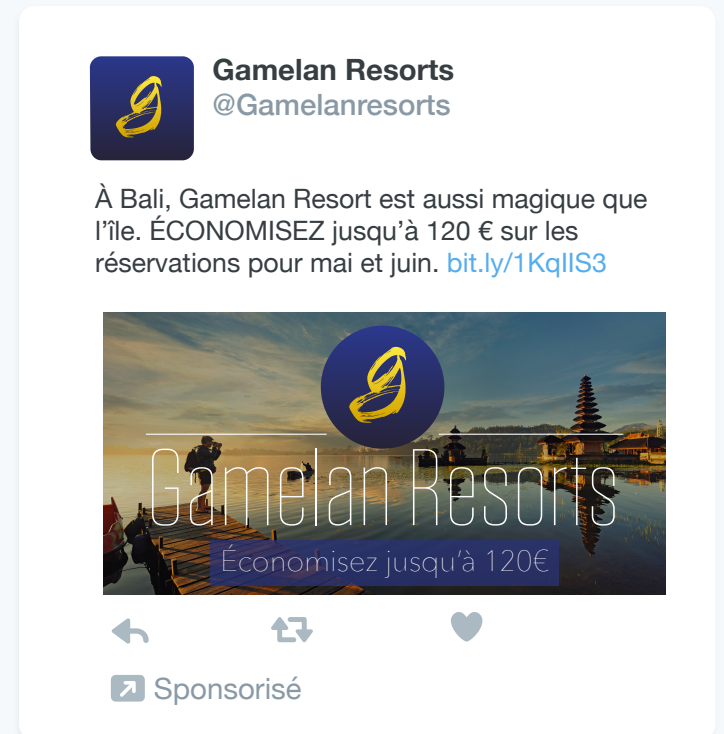 Gamelan Resorts
@Gamelanresorts
À Bali, Gamelan Resort est aussi magique que
l’île. ÉCONOMISEZ jusqu’à 120 € sur les
réservations pour mai et juin. bit.ly/1KqIIS3
g
Gamelan Resorts
Économisez jusqu’à 120€
Sponsorisé